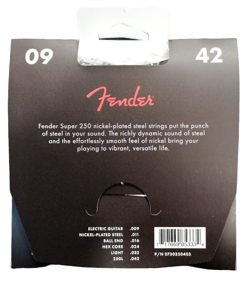 09 42
Fender
Fender Super 250 nickel-plated steel strings put the punch
of steel in your sound. The richly dynamic sound of steel
and the effortlessly smooth feel of nickel bring your
playing to vibrant, versatile life.
ELECTRIC GUITAR .009
NICKEL-PLATED STEEL .011
BALL END .016
HEX CORE .024
LIGHT .032
250L .042
P/N 0730250403